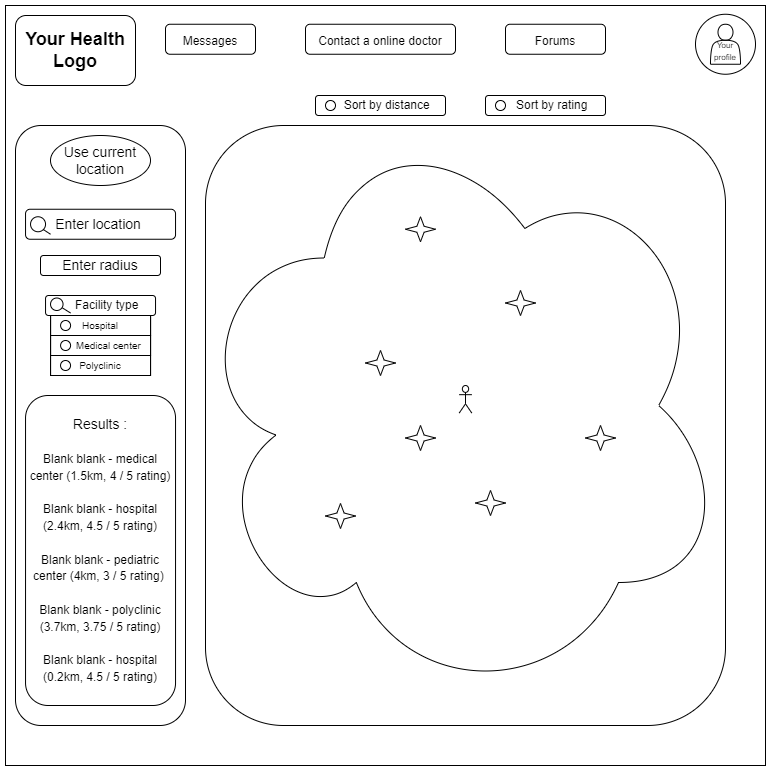 Your Health
Logo
Messages
Contact a online doctor
Forums
Your
profile
Sort by distance
Sort by rating
Use current
location
Enter location
Enter radius
Facility type
Hospital
Medical center
Polyclinic
Results :
Blank blank - medical
center (1.5km, 4 / 5 rating)
Blank blank - hospital
(2.4km, 4.5 / 5 rating)
Blank blank - pediatric
center (4km, 3 / 5 rating)
Blank blank - polyclinic
(3.7km, 3.75 / 5 rating)
Blank blank - hospital
(0.2km, 4.5 / 5 rating)